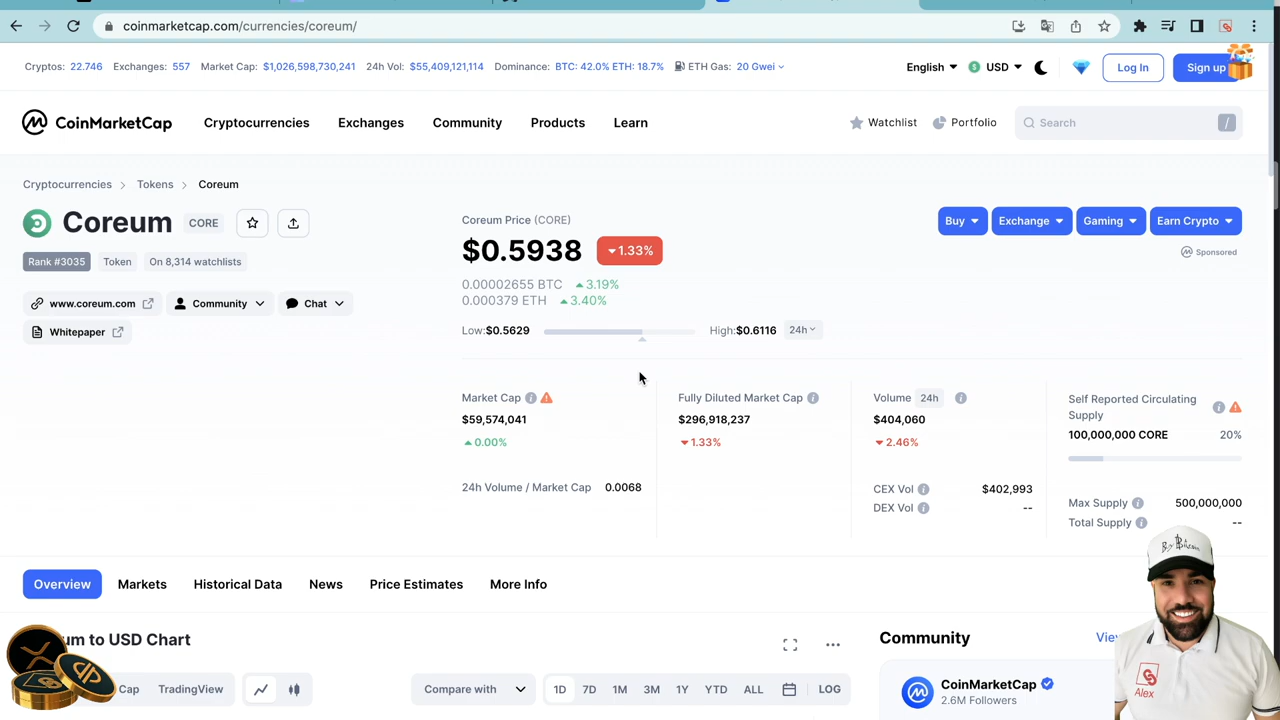 coinmarketcap.com/currencies/coreum/
Cryptos: 22.746 Exchanges: 557 Market Cap: $1,026,598,730,241 24h Vol: $55,409,121,114 Dominance: BTC: 42.0% ETH: 18.7% ETH Gas: 20 Gwei
English USD Log In Sign up
CoinMarketCap Cryptocurrencies Exchanges Community Products Learn Watchlist Portfolio Search /
Cryptocurrencies > Tokens > Coreum
Coreum CORE
Rank #3035 Token On 8,314 watchlists
www.coreum.com Community Chat
Whitepaper
Coreum Price (CORE)
$0.5938 1.33%
0.00002655 BTC 3.19%
0.000379 ETH 3.40%
Low:$0.5629 High:$0.6116 24h
Buy Exchange Gaming Earn Crypto
Sponsored
Market Cap
$59,574,041
0.00%
24h Volume / Market Cap 0.0068
Fully Diluted Market Cap
$296,918,237
1.33%
Volume 24h
$404,060
2.46%
CEX Vol $402,993
DEX Vol --
Self Reported Circulating
Supply
100,000,000 CORE 20%
Max Supply 500,000,000
Total Supply --
Overview Markets Historical Data News Price Estimates More Info
um to USD Chart
Cap TradingView Compare with 1D 7D 1M 3M 1Y YTD ALL LOG
Community
CoinMarketCap
2.6M Followers
Alex